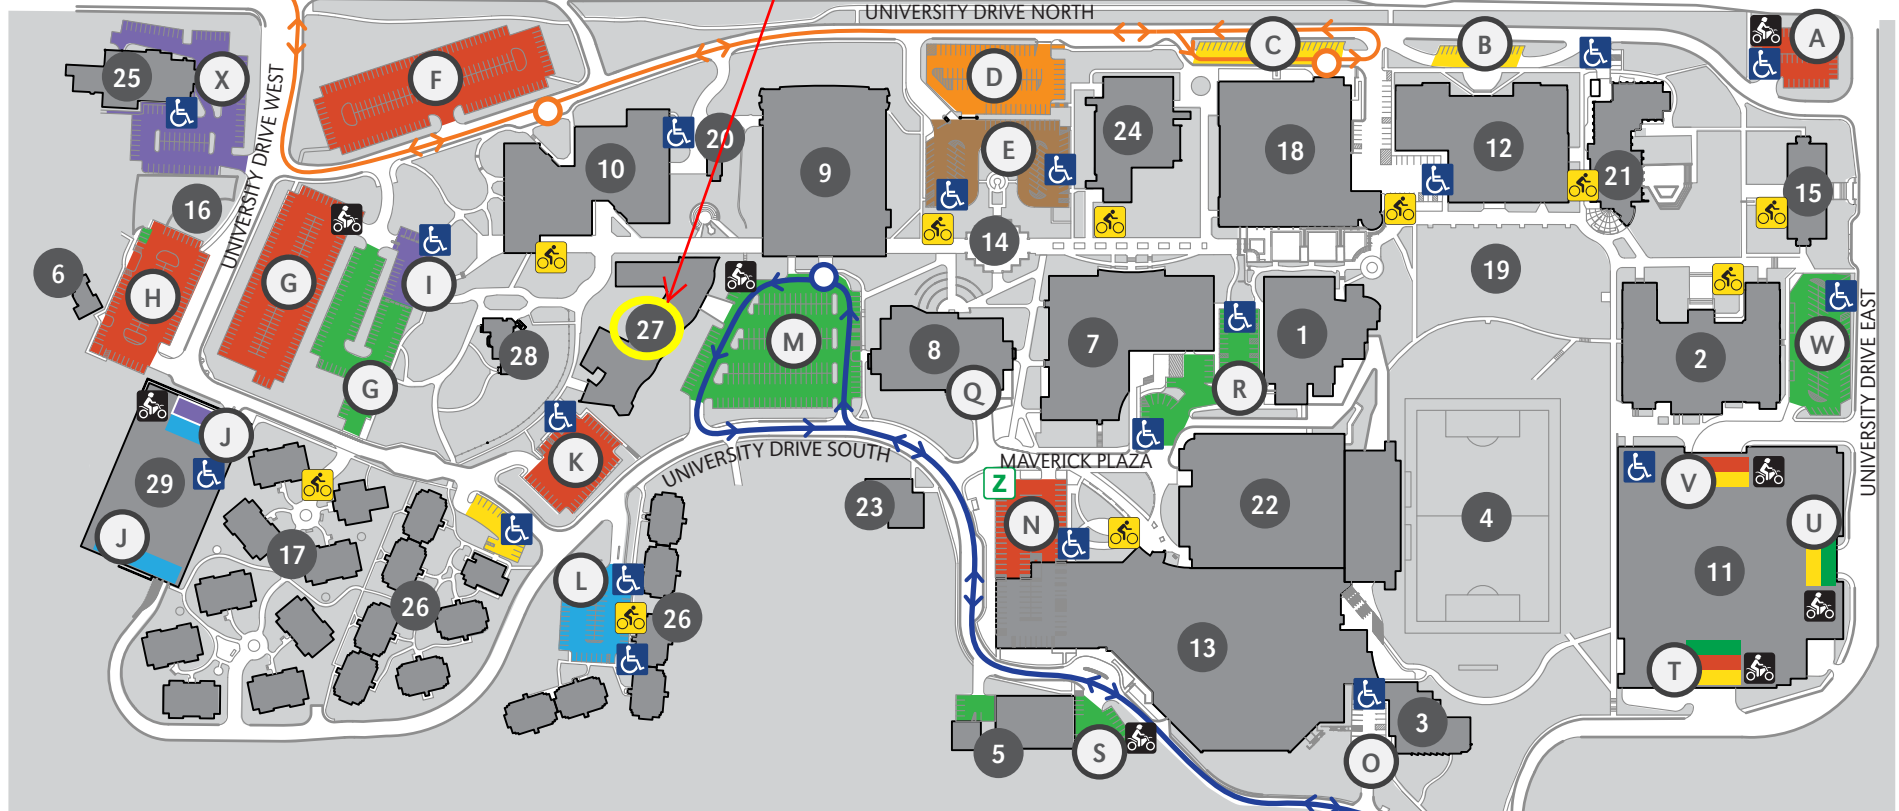 UNIVERSITY DRIVE NORTH
A
C
B
25
X
F
D
UNIVERSITY DRIVE WEST
20
24
E
18
12
10
9
21
15
16
14
19
6
H
G
I
27
28
M
8
7
1
2
W
G
Q
R
UNIVERSITY DRIVE EAST
J
K
UNIVERSITY DRIVE SOUTH
MAVERICK PLAZA
29
Z
V
23
N
22
4
U
J
17
L
11
26
26
13
T
3
5
S
O